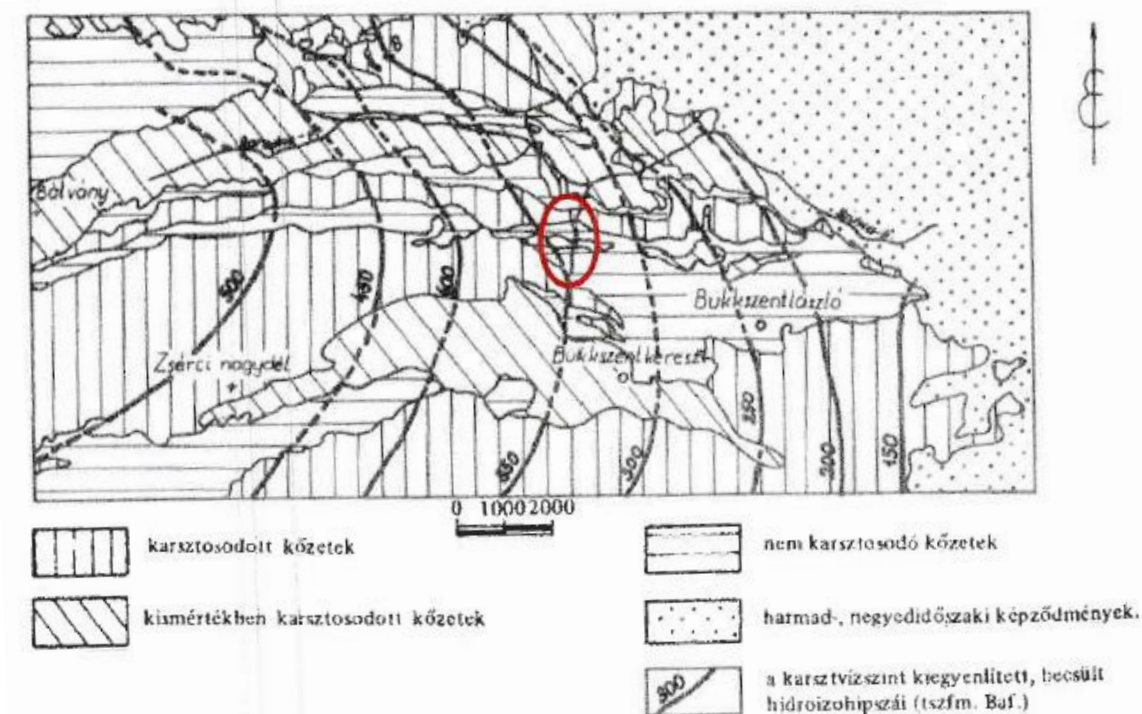 Bálvány
500
450
400
Bükkszentlászló
Zsérci nagydél
Bükkszentkereszt
350
300
250
200
150
0 1000 2000
karsztosodott kőzetek
nem karsztosodó kőzetek
kismértékben karsztosodott kőzetek
harmad-, negyedidőszaki képződmények.
300
a karsztvízszint kiegyenlített, becsült
hidroizohipszái (tszfm. Baf.)